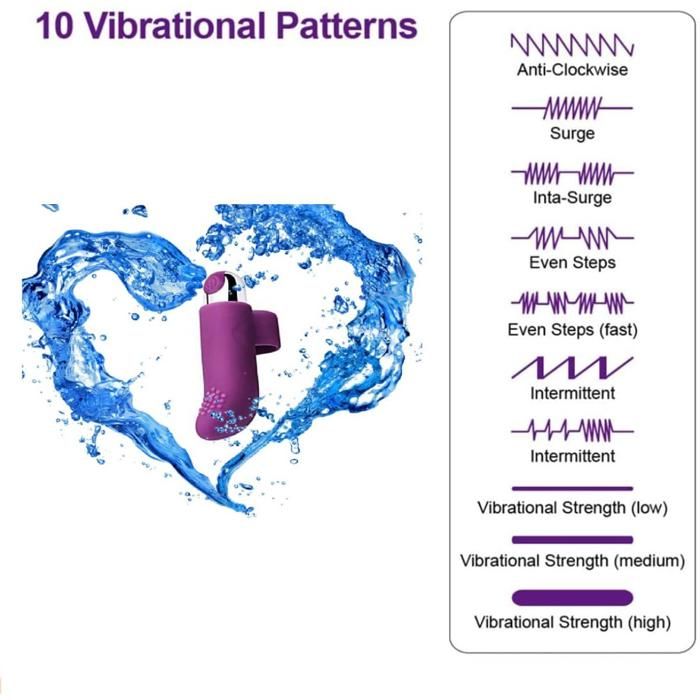 10 Vibrational Patterns
Anti-Clockwise
Surge
Inta-Surge
Even Steps
Even Steps (fast)
Intermittent
Intermittent
Vibrational Strength (low)
Vibrational Strength (medium)
Vibrational Strength (high)